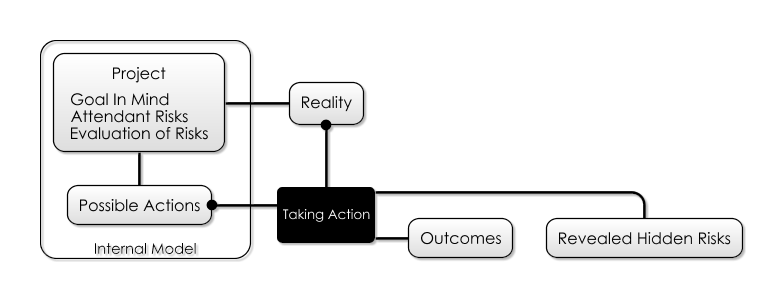 Project
Goal In Mind
Attendant Risks
Evaluation of Risks
Reality
Possible Actions
Taking Action
Internal Model
Outcomes
Revealed Hidden Risks